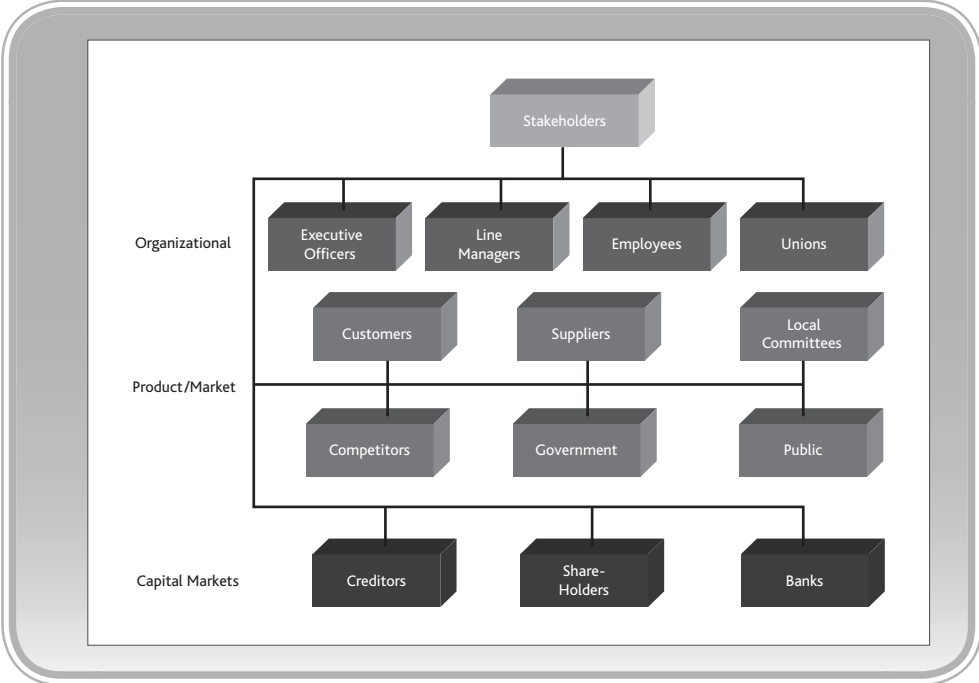 Stakeholders
Organizational
Executive
Officers
Line
Managers
Employees
Unions
Customers
Suppliers
Local
Committees
Product/Market
Competitors
Government
Public
Capital Markets
Creditors
Share-
Holders
Banks